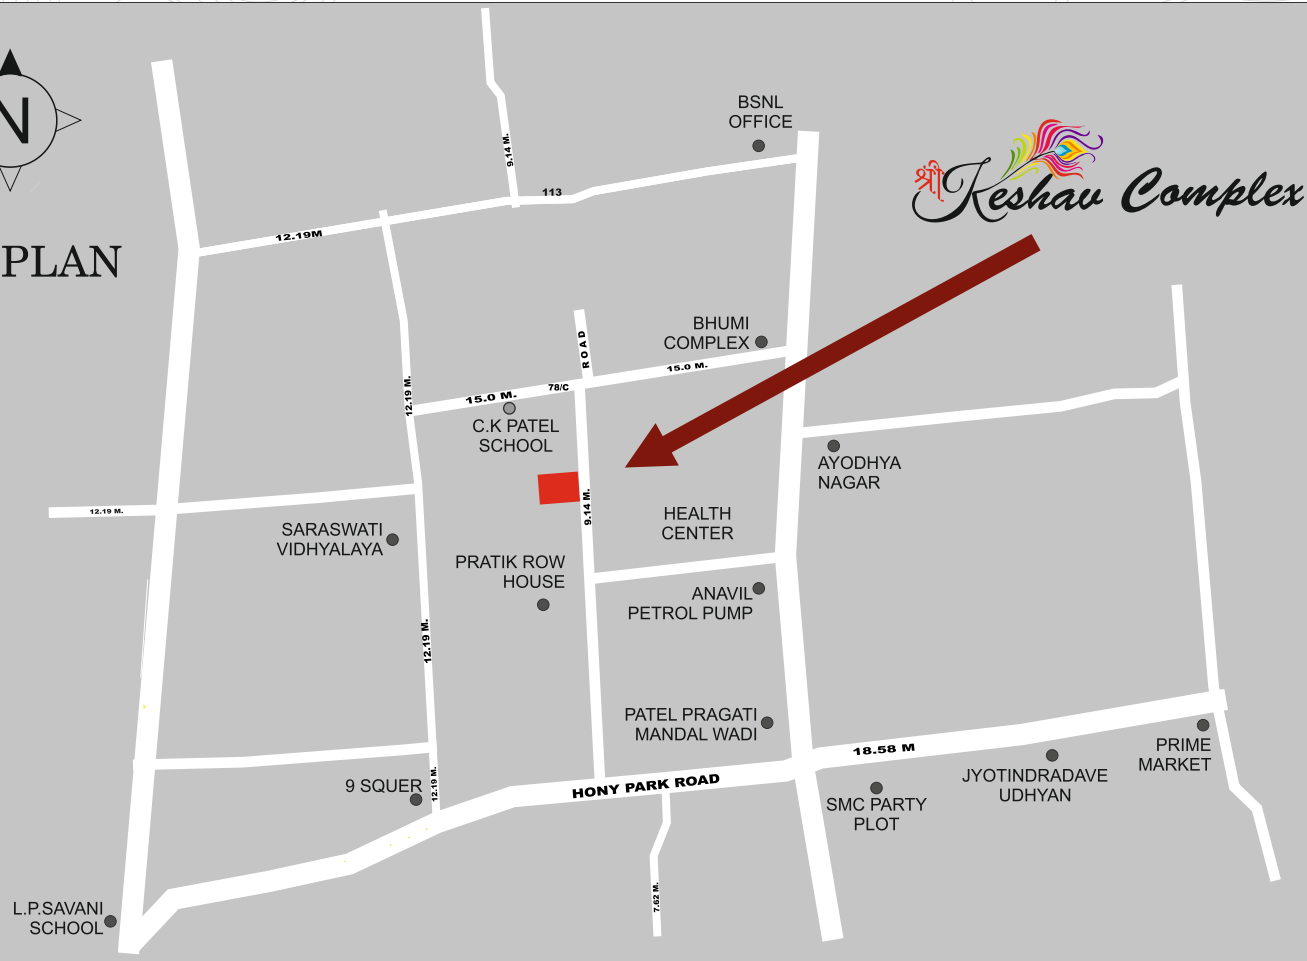 N
PLAN
BSNL
OFFICE
श्री Keshav Complex
9.14 M.
113
12.19M
ROAD
BHUMI
COMPLEX
15.0 M.
78/C
15.0 M.
12.19 M.
C.K PATEL
SCHOOL
AYODHYA
NAGAR
9.14 M.
12.19 M.
HEALTH
CENTER
SARASWATI
VIDHYALAYA
PRATIK ROW
HOUSE
ANAVIL
PETROL PUMP
12.19 M.
PATEL PRAGATI
MANDAL WADI
18.58 M
PRIME
MARKET
JYOTINDRADAVE
UDHYAN
9 SQUER
12.19 M.
HONY PARK ROAD
SMC PARTY
PLOT
7.62 M.
L.P.SAVANI
SCHOOL